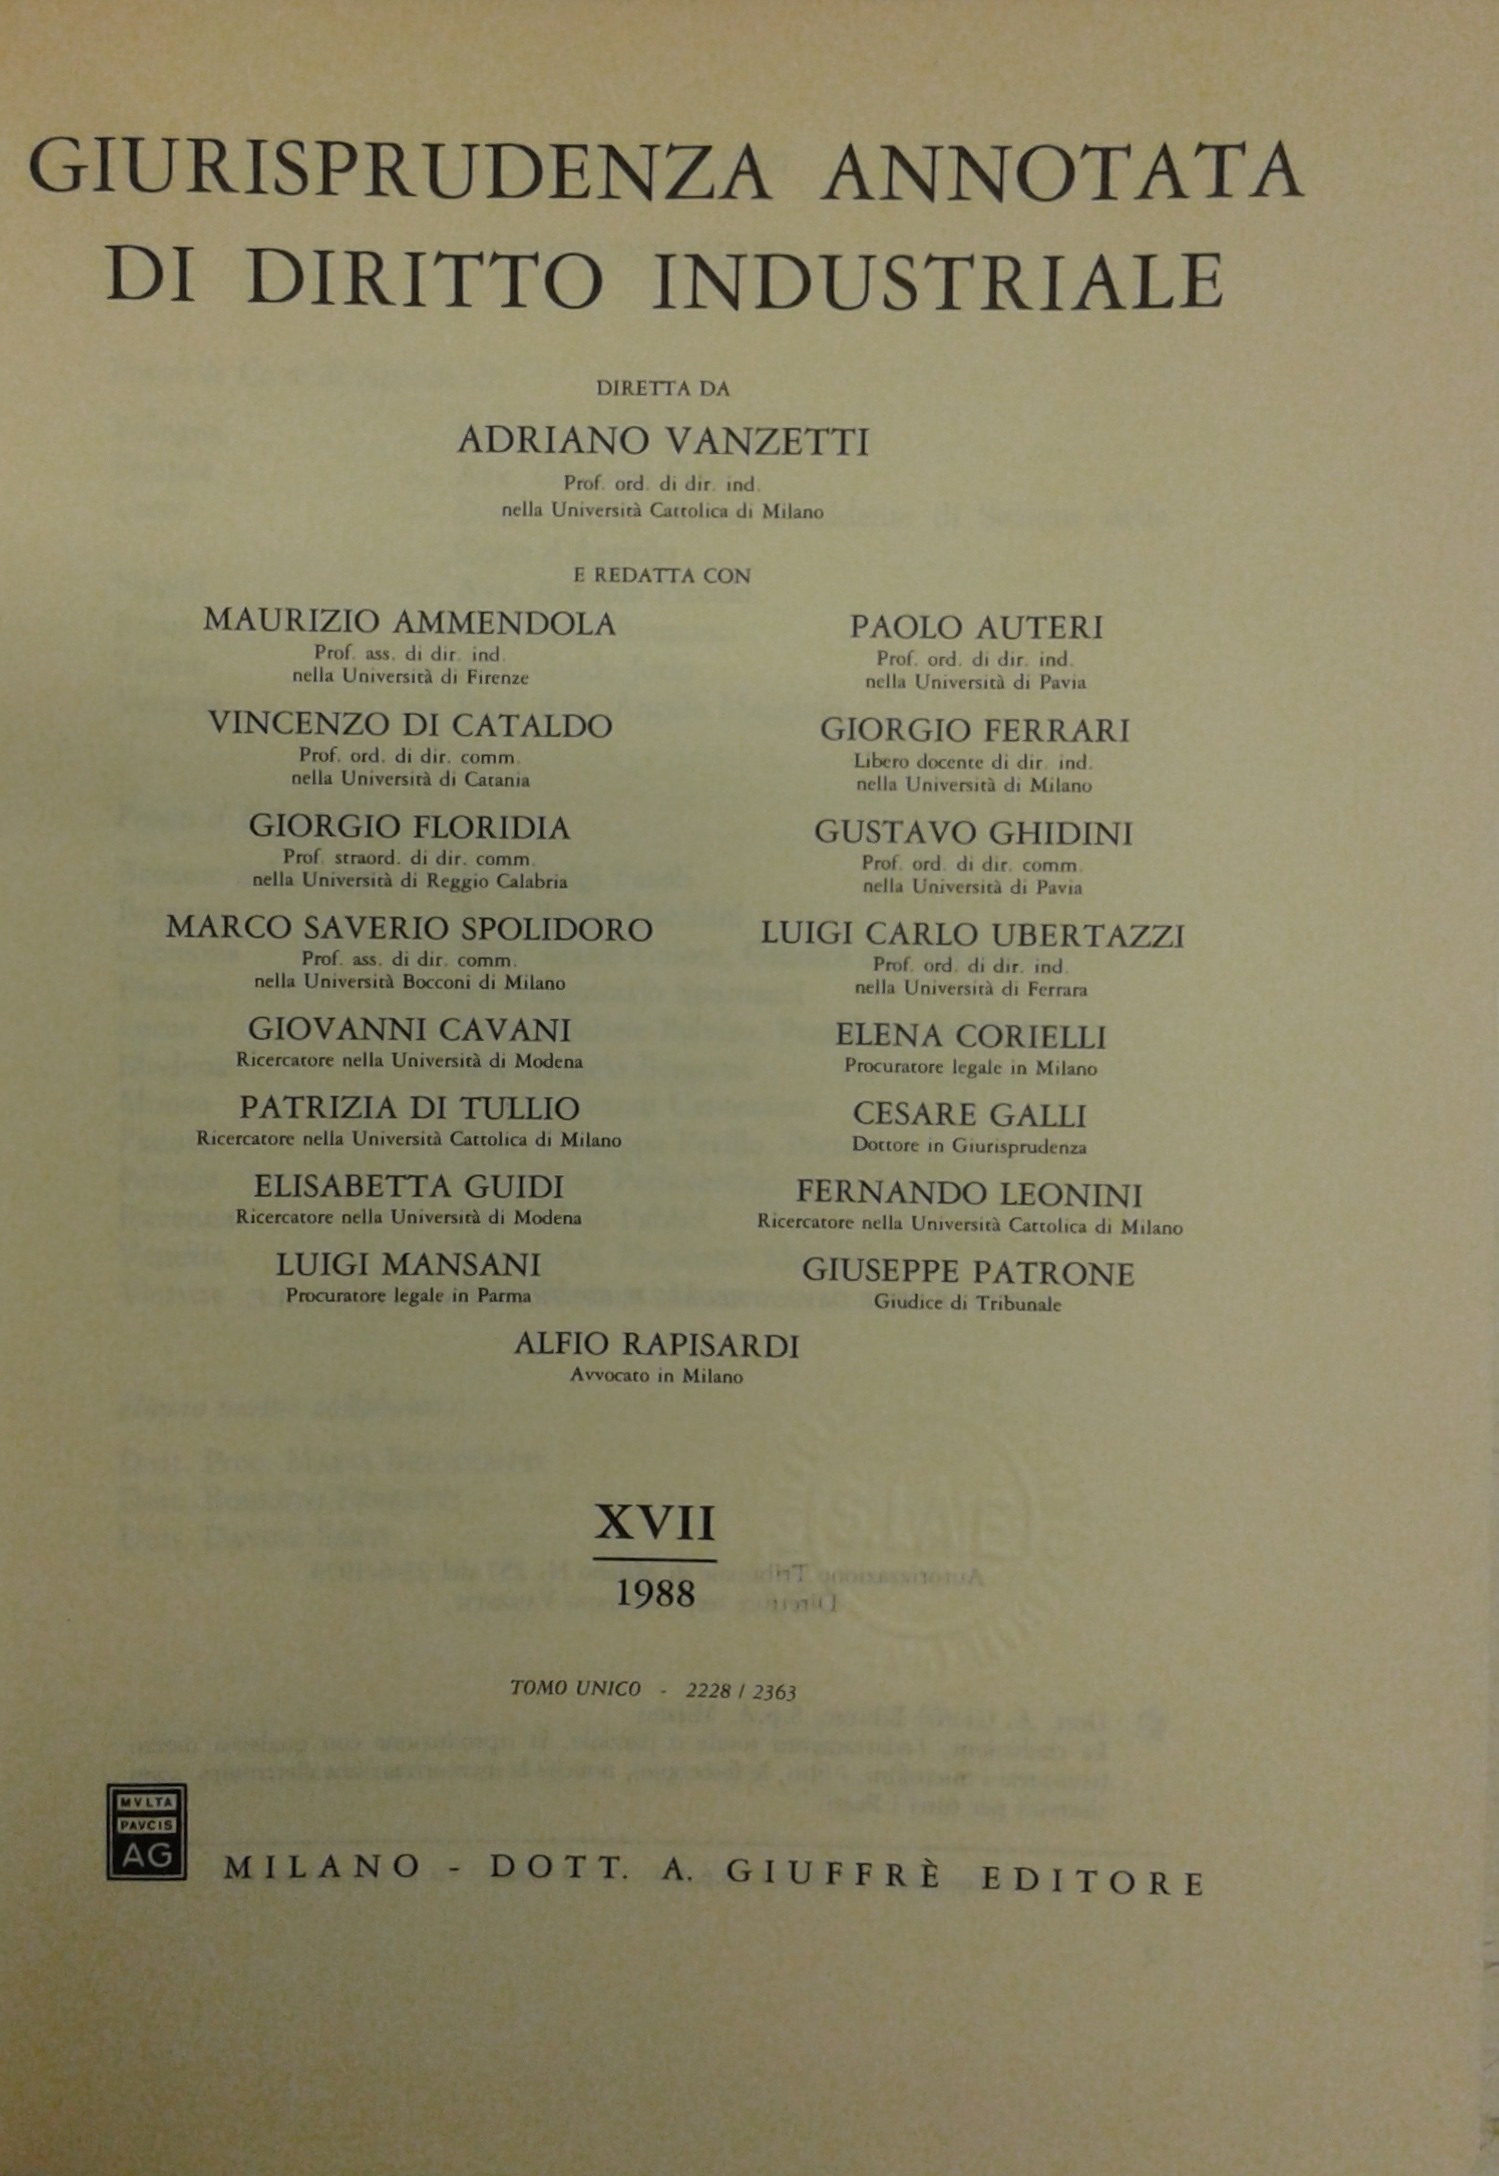 GIURISPRUDENZA ANNOTATA
DI DIRITTO INDUSTRIALE
DIRETTA DA
ADRIANO VANZETTI
Prof. ord. di dir. ind.
nella Università Cattolica di Milano
E REDATTA CON
MAURIZIO AMMENDOLA
Prof. ass. di dir. ind.
nella Università di Firenze
PAOLO AUTERI
Prof. ord. di dir. ind.
nella Università di Pavia
VINCENZO DI CATALDO
Prof. ord. di dir. comm.
nella Università di Catania
GIORGIO FERRARI
Libero docente di dir. ind.
nella Università di Milano
GIORGIO FLORIDIA
Prof. straord. di dir. comm.
nella Università di Reggio Calabria
GUSTAVO GHIDINI
Prof. ord. di dir. comm.
nella Università di Pavia
MARCO SAVERIO SPOLIDORO
Prof. ass. di dir. comm.
nella Università Bocconi di Milano
LUIGI CARLO UBERTAZZI
Prof. ord. di dir. ind.
nella Università di Ferrara
GIOVANNI CAVANI
Ricercatore nella Università di Modena
ELENA CORIELLI
Procuratore legale in Milano
PATRIZIA DI TULLIO
Ricercatore nella Università Cattolica di Milano
CESARE GALLI
Dottore in Giurisprudenza
ELISABETTA GUIDI
Ricercatore nella Università di Modena
FERNANDO LEONINI
Ricercatore nella Università Cattolica di Milano
LUIGI MANSANI
Procuratore legale in Parma
GIUSEPPE PATRONE
Giudice di Tribunale
ALFIO RAPISARDI
Avvocato in Milano
XVII
1988
TOMO UNICO - 2228 / 2363
MVLTA
PAVCIS
AG
MILANO - DOTT. A. GIUFFRÈ EDITORE